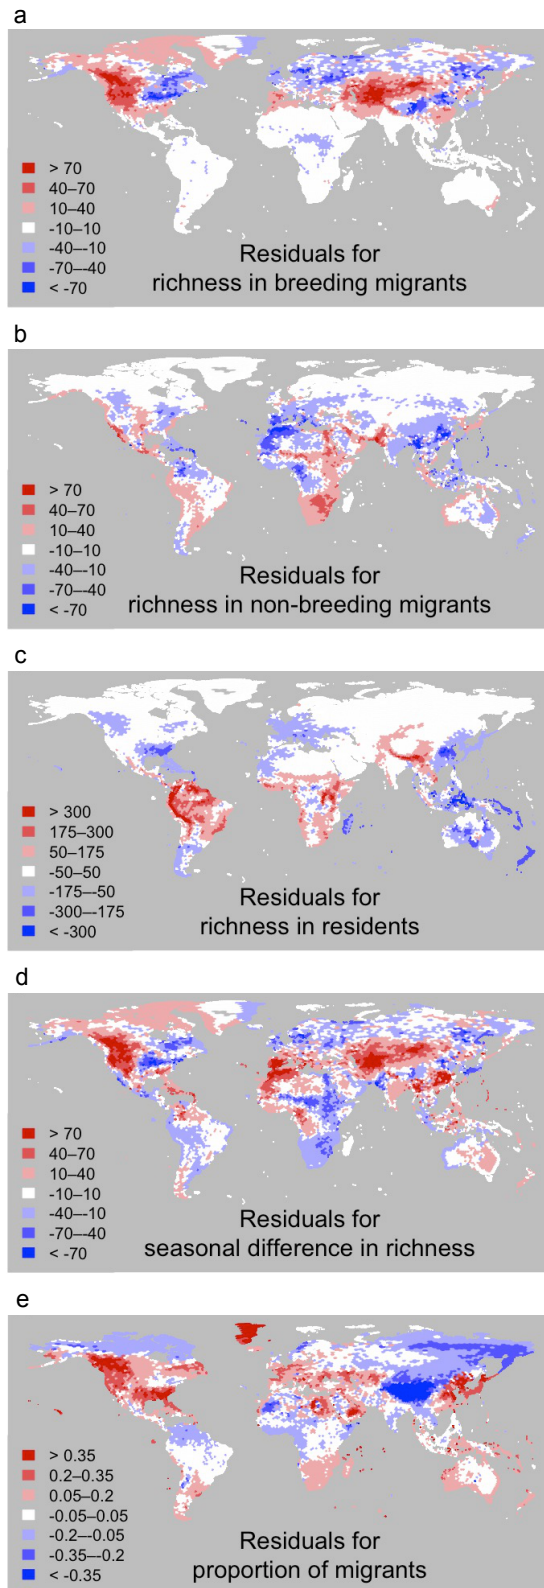 a
> 70
40–70
10–40
-10–10
-40–-10
-70–-40
< -70
Residuals for
richness in breeding migrants
b
> 70
40–70
10–40
-10–10
-40–-10
-70–-40
< -70
Residuals for
richness in non-breeding migrants
c
> 300
175–300
50–175
-50–50
-175–-50
-300–-175
< -300
Residuals for
richness in residents
d
> 70
40–70
10–40
-10–10
-40–-10
-70–-40
< -70
Residuals for
seasonal difference in richness
e
> 0.35
0.2–0.35
0.05–0.2
-0.05–0.05
-0.2–-0.05
-0.35–-0.2
< -0.35
Residuals for
proportion of migrants